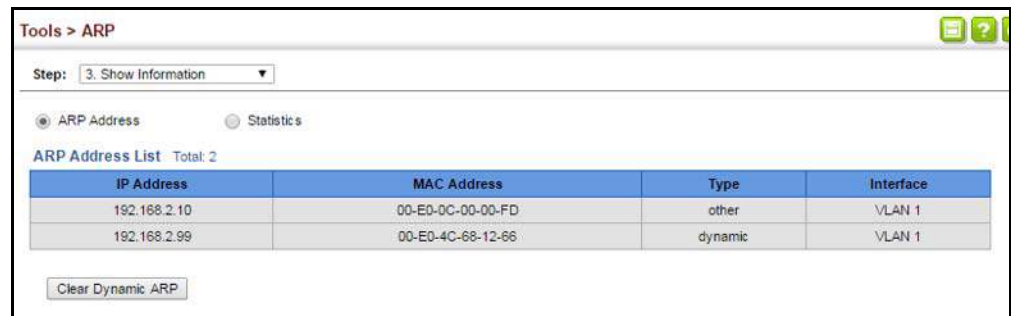 Tools > ARP
?
Step: 3. Show Information
ARP Address Statistics
ARP Address List Total: 2
IP Address MAC Address Type Interface
192.168.2.10 00-E0-0C-00-00-FD other VLAN 1
192.168.2.99 00-E0-4C-68-12-66 dynamic VLAN 1
Clear Dynamic ARP